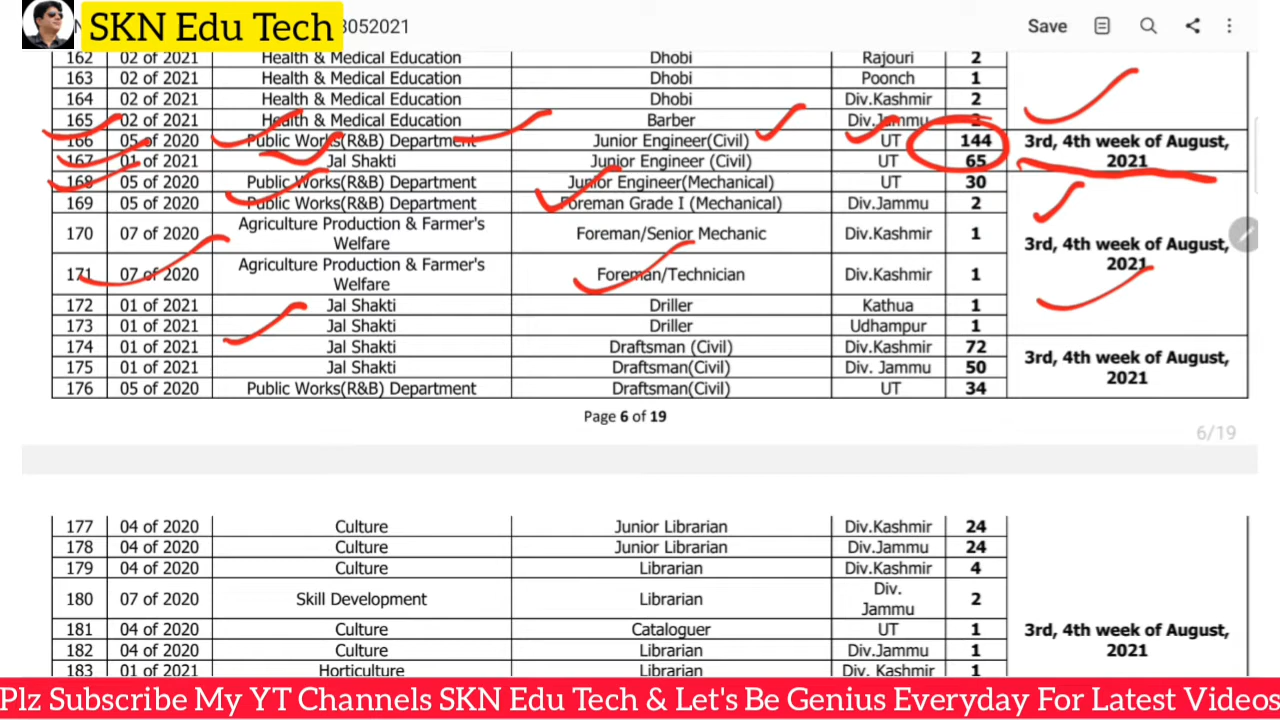 SKN Edu Tech
3052021
Save
162 02 of 2021 Health & Medical Education Dhobi Rajouri 2
163 02 of 2021 Health & Medical Education Dhobi Poonch 1
164 02 of 2021 Health & Medical Education Dhobi Div.Kashmir 2
165 02 of 2021 Health & Medical Education Barber Div.Jammu 2
166 05 of 2020 Public Works(R&B) Department Junior Engineer(Civil) UT 144 3rd, 4th week of August,
167 01 of 2021 Jal Shakti Junior Engineer (Civil) UT 65 2021
168 05 of 2020 Public Works(R&B) Department Junior Engineer(Mechanical) UT 30
169 05 of 2020 Public Works(R&B) Department Foreman Grade I (Mechanical) Div.Jammu 2
170 07 of 2020 Agriculture Production & Farmer's Welfare Foreman/Senior Mechanic Div.Kashmir 1
3rd, 4th week of August,
2021
171 07 of 2020 Agriculture Production & Farmer's Welfare Foreman/Technician Div.Kashmir 1
172 01 of 2021 Jal Shakti Driller Kathua 1
173 01 of 2021 Jal Shakti Driller Udhampur 1
174 01 of 2021 Jal Shakti Draftsman (Civil) Div.Kashmir 72
3rd, 4th week of August,
175 01 of 2021 Jal Shakti Draftsman(Civil) Div. Jammu 50
2021
176 05 of 2020 Public Works(R&B) Department Draftsman(Civil) UT 34
Page 6 of 19
6/19
177 04 of 2020 Culture Junior Librarian Div.Kashmir 24
178 04 of 2020 Culture Junior Librarian Div.Jammu 24
179 04 of 2020 Culture Librarian Div.Kashmir 4
180 07 of 2020 Skill Development Librarian Div. Jammu 2
181 04 of 2020 Culture Cataloguer UT 1 3rd, 4th week of August,
182 04 of 2020 Culture Librarian Div.Jammu 1 2021
183 01 of 2021 Horticulture Librarian Div. Kashmir 1
Plz Subscribe My YT Channels SKN Edu Tech & Let's Be Genius Everyday For Latest Videos